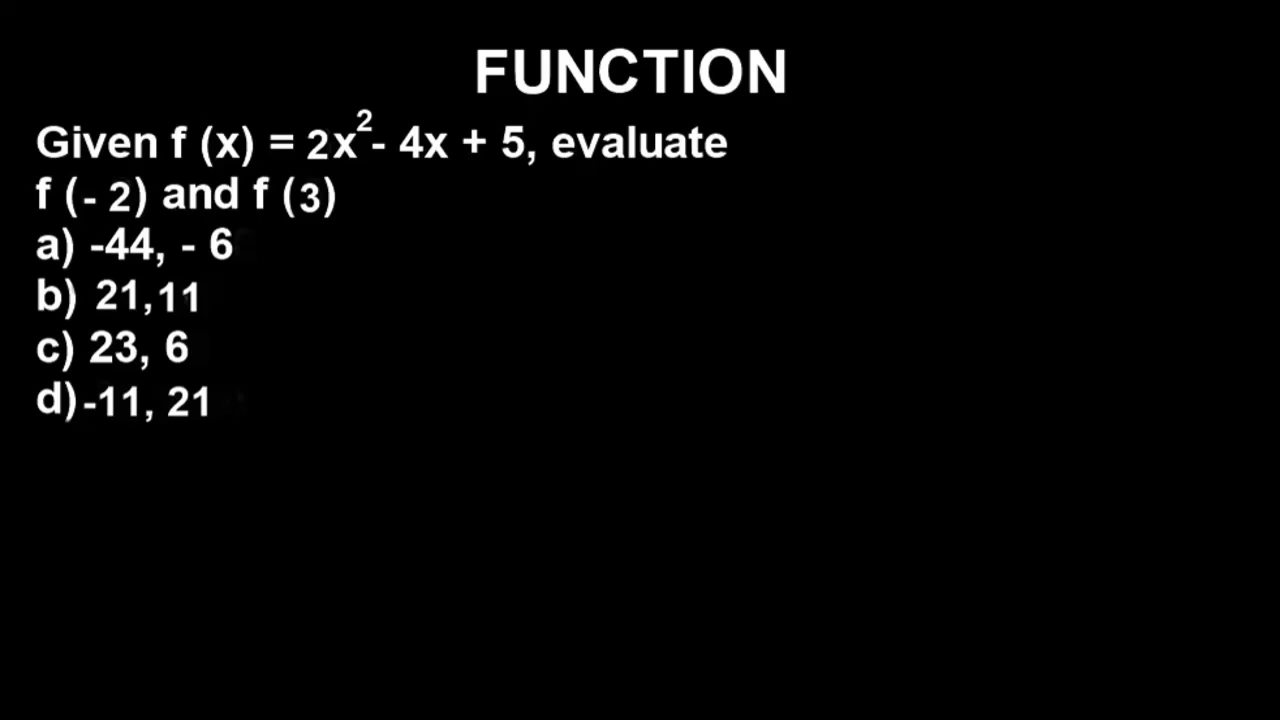 FUNCTION
Given f (x) = 2x²- 4x + 5, evaluate
f (- 2) and f (3)
a) -44, - 6
b) 21,11
c) 23, 6
d)-11, 21